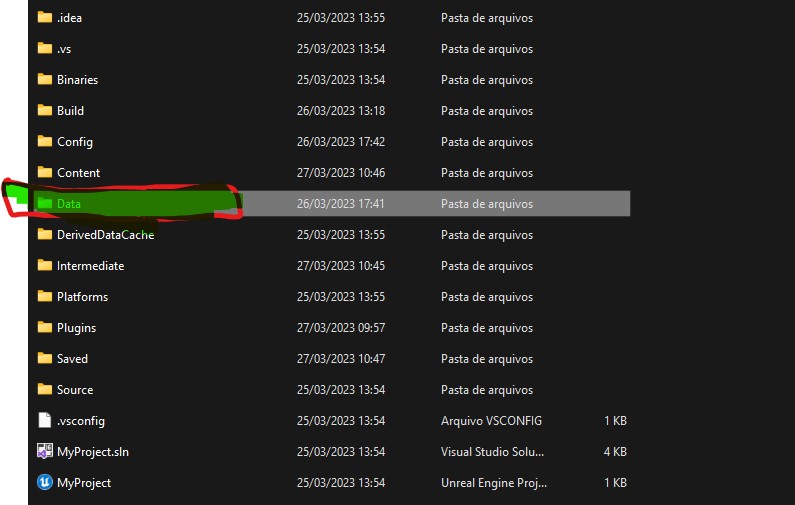 .idea 25/03/2023 13:55 Pasta de arquivos
.vs 25/03/2023 13:54 Pasta de arquivos
Binaries 25/03/2023 13:54 Pasta de arquivos
Build 26/03/2023 13:18 Pasta de arquivos
Config 26/03/2023 17:42 Pasta de arquivos
Content 27/03/2023 10:46 Pasta de arquivos
Data 26/03/2023 17:41 Pasta de arquivos
DerivedDataCache 25/03/2023 13:55 Pasta de arquivos
Intermediate 27/03/2023 10:45 Pasta de arquivos
Platforms 25/03/2023 13:55 Pasta de arquivos
Plugins 27/03/2023 09:57 Pasta de arquivos
Saved 27/03/2023 10:47 Pasta de arquivos
Source 25/03/2023 13:54 Pasta de arquivos
.vsconfig 25/03/2023 13:54 Arquivo VSCONFIG 1 KB
MyProject.sln 25/03/2023 13:54 Visual Studio Solu... 4 KB
MyProject 25/03/2023 13:54 Unreal Engine Proj... 1 KB